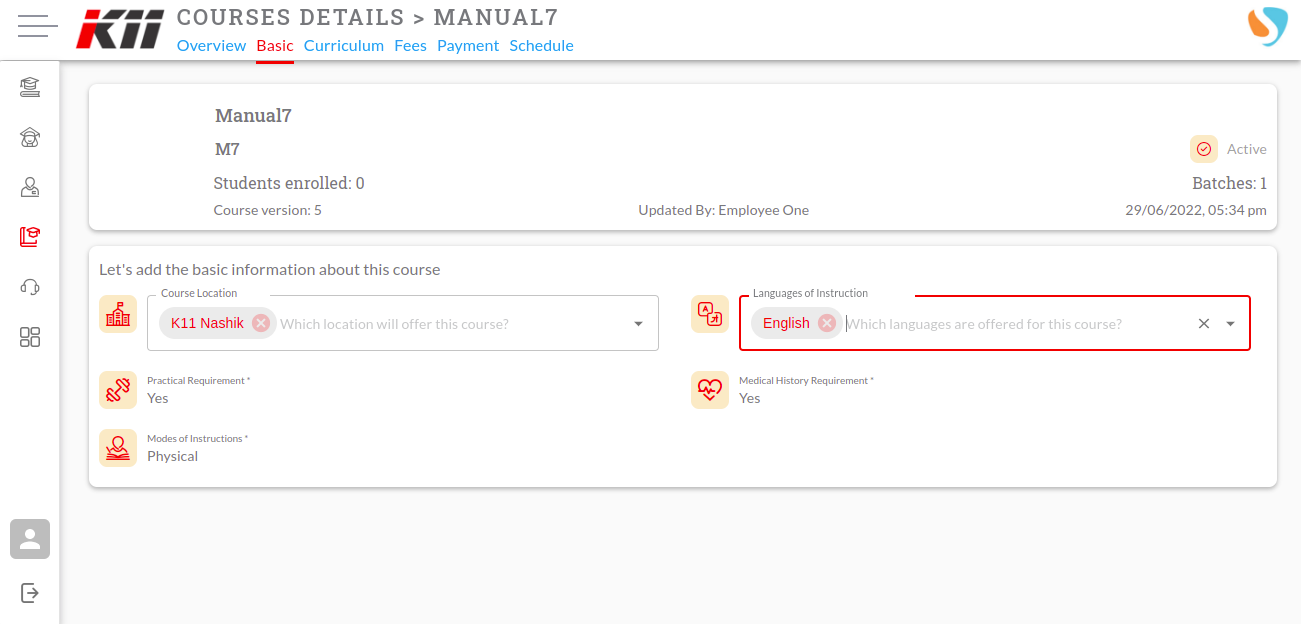 K11
COURSES DETAILS > MANUAL7
Overview Basic Curriculum Fees Payment Schedule
Manual7
M7
Active
Students enrolled: 0
Batches: 1
Course version: 5
Updated By: Employee One
29/06/2022, 05:34 pm
Let's add the basic information about this course
Course Location
K11 Nashik Which location will offer this course?
Languages of Instruction
English Which languages are offered for this course?
Practical Requirement *
Yes
Medical History Requirement *
Yes
Modes of Instructions *
Physical